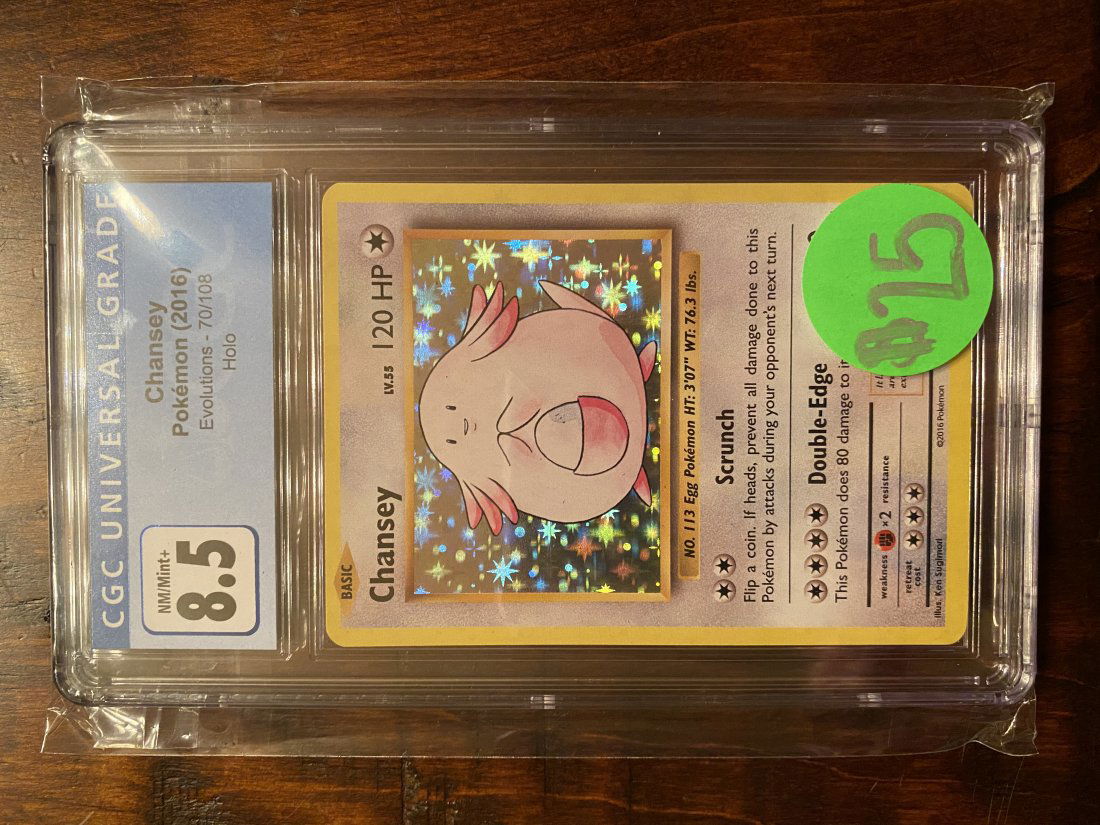 CGC UNIVERSAL GRADE
Chansey
Pokémon (2016)
Evolutions - 70/108
Holo
NM/Mint+
8.5
BASIC
Chansey
LV.55
120 HP
NO. 113 Egg Pokémon HT: 3'07" WT: 76.3 lbs.
Scrunch
Flip a coin. If heads, prevent all damage done to this
Pokémon by attacks during your opponent's next turn.
Double-Edge
This Pokémon does 80 damage to it
weakness
×2
resistance
retreat
cost
Illus. Ken Sugimori
©2016 Pokémon
$25